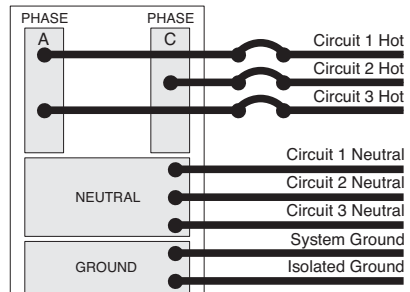 PHASE PHASE
A C
Circuit 1 Hot
Circuit 2 Hot
Circuit 3 Hot
Circuit 1 Neutral
Circuit 2 Neutral
NEUTRAL
Circuit 3 Neutral
System Ground
GROUND
Isolated Ground